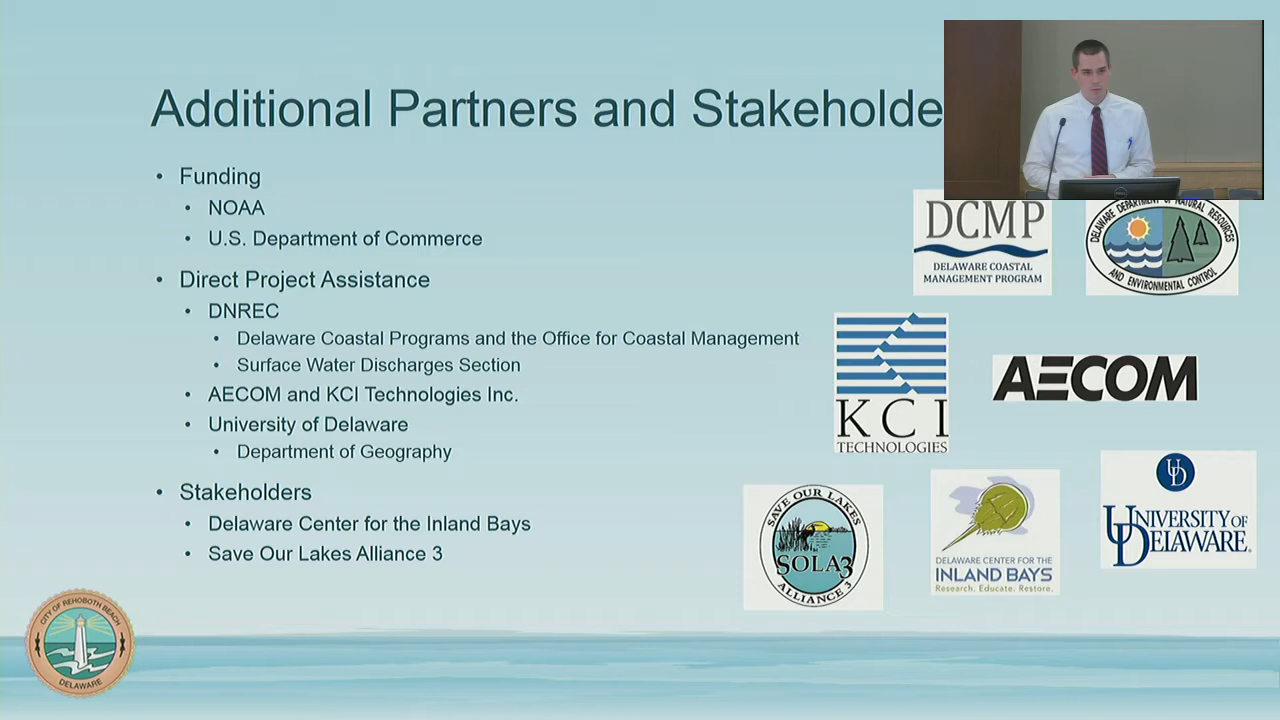 Additional Partners and Stakeholde
• Funding
• NOAA
• U.S. Department of Commerce
• Direct Project Assistance
• DNREC
• Delaware Coastal Programs and the Office for Coastal Management
• Surface Water Discharges Section
• AECOM and KCI Technologies Inc.
• University of Delaware
• Department of Geography
• Stakeholders
• Delaware Center for the Inland Bays
• Save Our Lakes Alliance 3
DCMP
DELAWARE COASTAL
MANAGEMENT PROGRAM
DELAWARE DEPARTMENT OF NATURAL RESOURCES
AND ENVIRONMENTAL CONTROL
KCI
TECHNOLOGIES
AECOM
SAVE OUR LAKES
SOLA3
ALLIANCE 3
DELAWARE CENTER FOR THE
INLAND BAYS
Research. Educate. Restore.
UD
UNIVERSITY OF
DELAWARE.
CITY OF REHOBOTH BEACH
DELAWARE